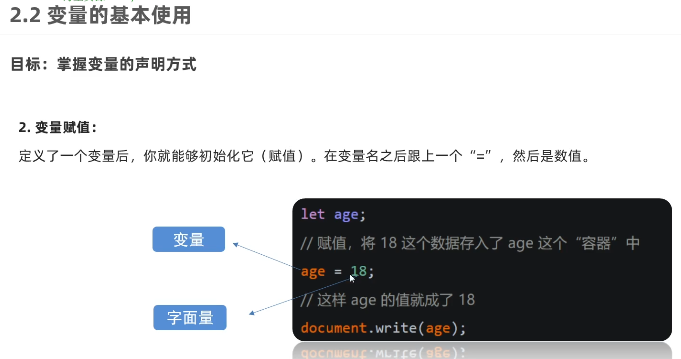 2.2 变量的基本使用
目标：掌握变量的声明方式
2. 变量赋值：
定义了一个变量后，你就能够初始化它（赋值）。在变量名之后跟上一个“=”，然后是数值。
let age;
// 赋值，将 18 这个数据存入了 age 这个“容器”中
变量
age = 18;
// 这样 age 的值就成了 18
字面量
document.write(age);